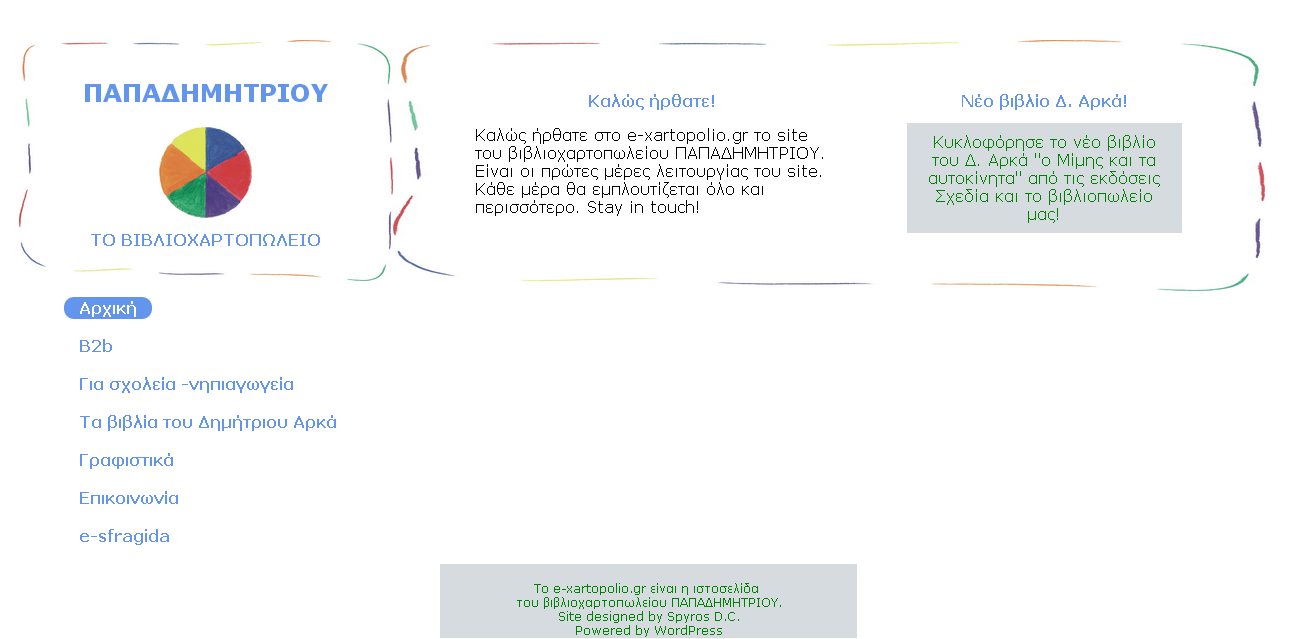 ΠΑΠΑΔΗΜΗΤΡΙΟΥ
ΤΟ ΒΙΒΛΙΟΧΑΡΤΟΠΩΛΕΙΟ
Καλώς ήρθατε!
Καλώς ήρθατε στο e-xartopolio.gr το site
του βιβλιοχαρτοπωλείου ΠΑΠΑΔΗΜΗΤΡΙΟΥ.
Είναι οι πρώτες μέρες λειτουργίας του site.
Κάθε μέρα θα εμπλουτίζεται όλο και
περισσότερο. Stay in touch!
Νέο βιβλίο Δ. Αρκά!
Κυκλοφόρησε το νέο βιβλίο
του Δ. Αρκά "ο Μίμης και τα
αυτοκίνητα" από τις εκδόσεις
Σχεδία και το βιβλιοπωλείο
μας!
Αρχική
B2b
Για σχολεία -νηπιαγωγεία
Τα βιβλία του Δημήτριου Αρκά
Γραφιστικά
Επικοινωνία
e-sfragida
Το e-xartopolio.gr είναι η ιστοσελίδα
του βιβλιοχαρτοπωλείου ΠΑΠΑΔΗΜΗΤΡΙΟΥ.
Site designed by Spyros D.C.
Powered by WordPress